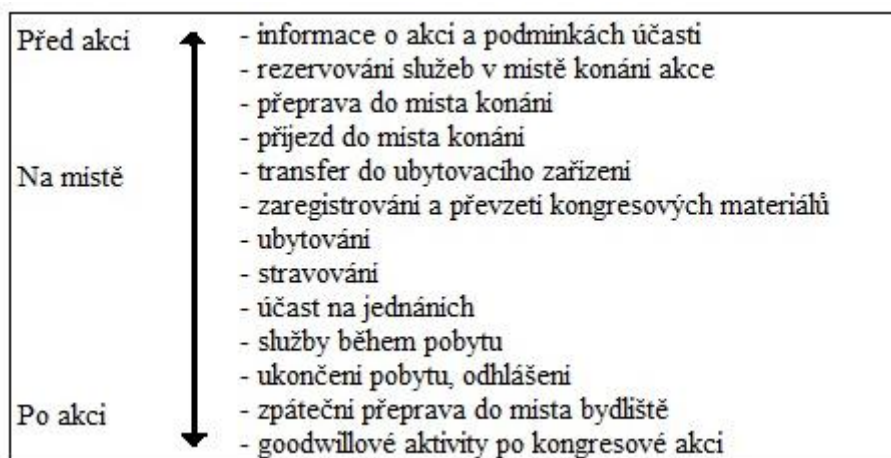 Před akcí
- informace o akci a podmínkách účasti
- rezervování služeb v místě konání akce
- přeprava do místa konání
- příjezd do místa konání
Na místě
- transfer do ubytovacího zařízení
- zaregistrování a převzetí kongresových materiálů
- ubytování
- stravování
- účast na jednáních
- služby během pobytu
- ukončení pobytu, odhlášení
Po akci
- zpáteční přeprava do místa bydliště
- goodwillové aktivity po kongresové akci